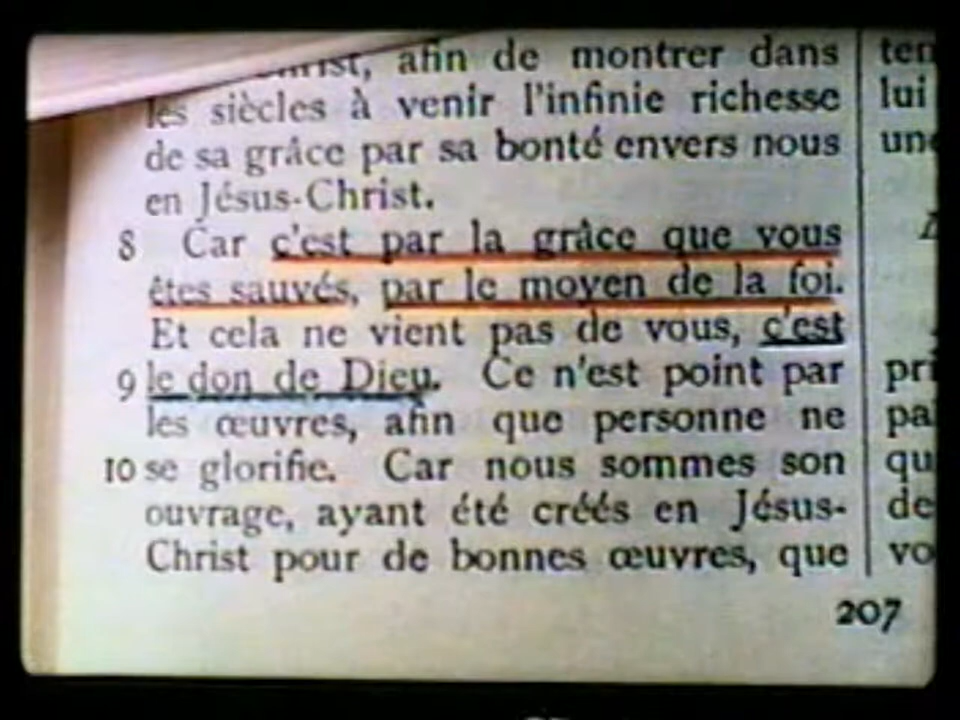 afin de montrer dans
les siècles à venir l'infinie richesse
de sa grâce par sa bonté envers nous
en Jésus-Christ.
8 Car c'est par la grâce que vous
êtes sauvés, par le moyen de la foi.
Et cela ne vient pas de vous, c'est
9 le don de Dieu. Ce n'est point par
les œuvres, afin que personne ne
10 se glorifie. Car nous sommes son
ouvrage, ayant été créés en Jésus-
Christ pour de bonnes œuvres, que
ten
lui
une
pri
pa
qu
de
vo
207